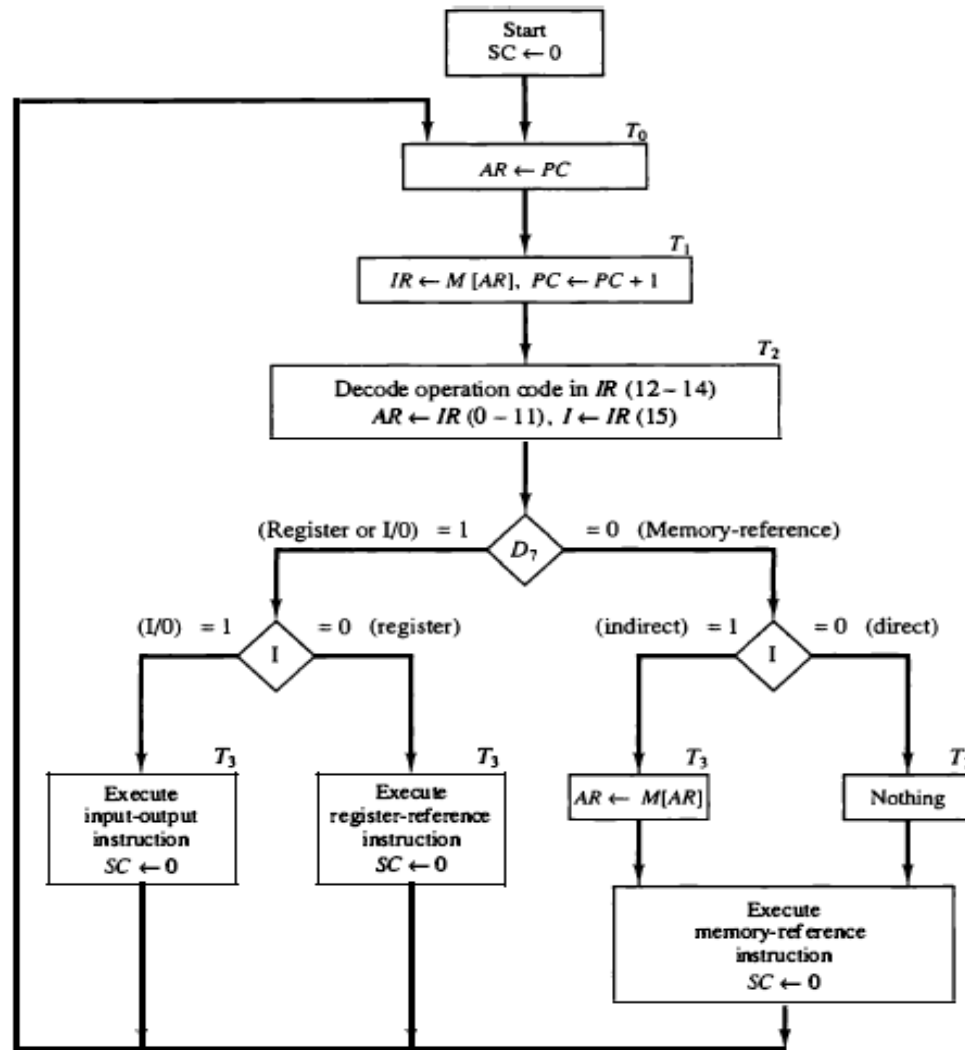 Start
SC ← 0
T₀
AR ← PC
T₁
IR ← M [AR], PC ← PC + 1
T₂
Decode operation code in IR (12 – 14)
AR ← IR (0 – 11), I ← IR (15)
(Register or I/0) = 1
= 0 (Memory-reference)
D₇
(I/0) = 1
= 0 (register)
I
(indirect) = 1
= 0 (direct)
I
T₃
Execute
input-output
instruction
SC ← 0
T₃
Execute
register-reference
instruction
SC ← 0
T₃
AR ← M[AR]
T
Nothing
Execute
memory-reference
instruction
SC ← 0